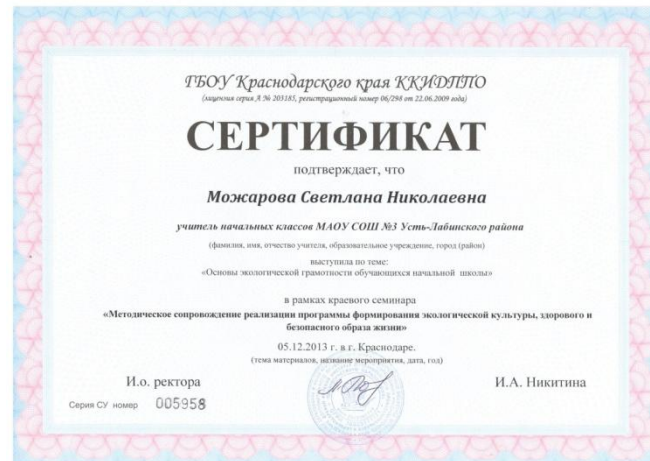 ГБОУ Краснодарского края ККИДППО
(лицензия серия А № 203185, регистрационный номер 06/298 от 22.06.2009 года)
СЕРТИФИКАТ
подтверждает, что
Можарова Светлана Николаевна
учитель начальных классов МАОУ СОШ №3 Усть-Лабинского района
(фамилия, имя, отчество учителя, образовательное учреждение, город (район)
выступила по теме:
«Основы экологической грамотности обучающихся начальной школы»
в рамках краевого семинара
«Методическое сопровождение реализации программы формирования экологической культуры, здорового и
безопасного образа жизни»
05.12.2013 г. в г. Краснодаре.
(тема материалов, название мероприятия, дата, год)
И.о. ректора И.А. Никитина
Серия СУ номер 005958